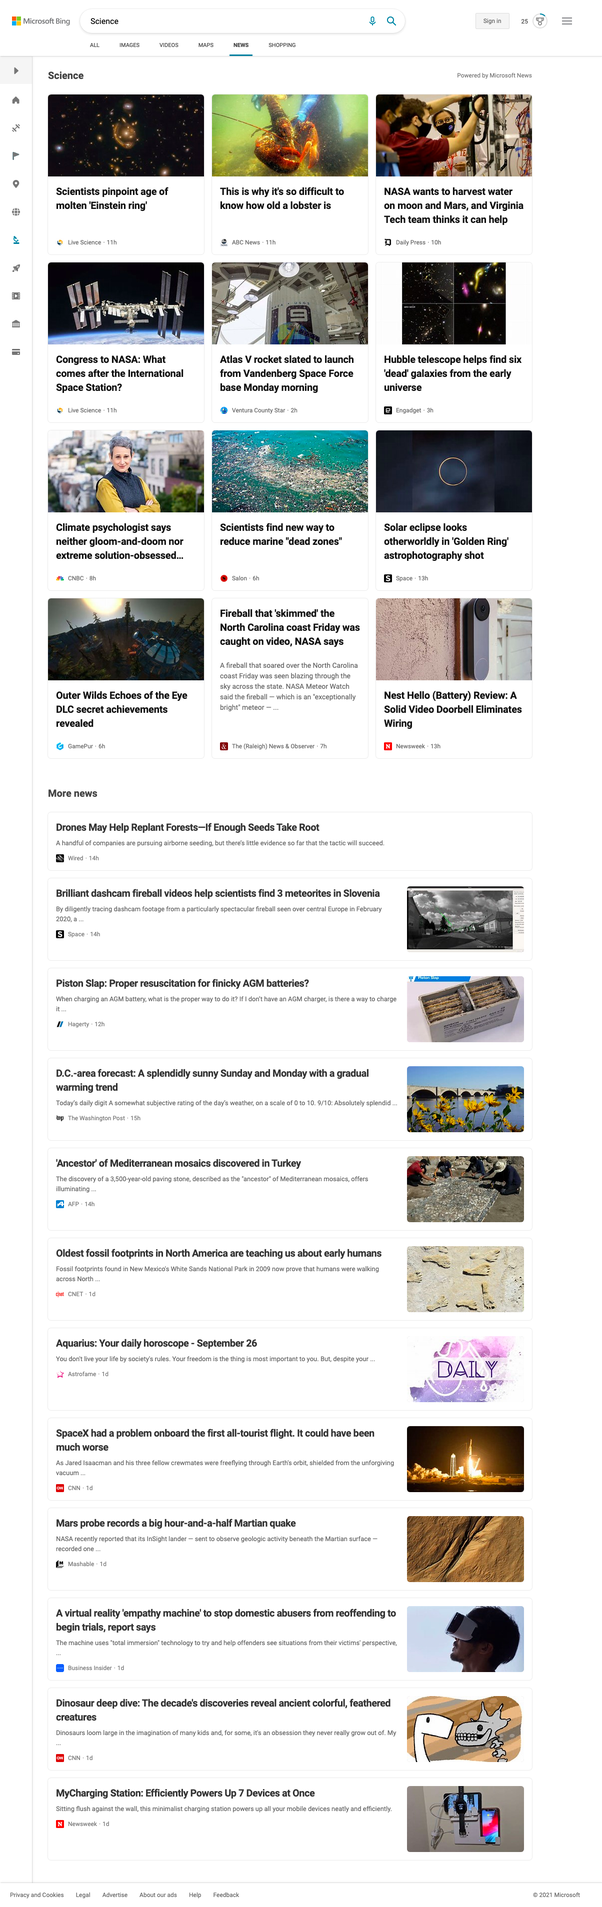 Microsoft Bing
Science
Sign in
25
ALL
IMAGES
VIDEOS
MAPS
NEWS
SHOPPING
Science
Powered by Microsoft News
Scientists pinpoint age of
molten 'Einstein ring'
Live Science · 11h
This is why it's so difficult to
know how old a lobster is
ABC News · 11h
NASA wants to harvest water
on moon and Mars, and Virginia
Tech team thinks it can help
Daily Press · 10h
Congress to NASA: What
comes after the International
Space Station?
Live Science · 11h
Atlas V rocket slated to launch
from Vandenberg Space Force
base Monday morning
Ventura County Star · 2h
Hubble telescope helps find six
'dead' galaxies from the early
universe
Engadget · 3h
Climate psychologist says
neither gloom-and-doom nor
extreme solution-obsessed...
CNBC · 8h
Scientists find new way to
reduce marine "dead zones"
Salon · 6h
Solar eclipse looks
otherworldly in 'Golden Ring'
astrophotography shot
Space · 13h
Outer Wilds Echoes of the Eye
DLC secret achievements
revealed
GamePur · 6h
Fireball that 'skimmed' the
North Carolina coast Friday was
caught on video, NASA says
A fireball that soared over the North Carolina
coast Friday was seen blazing through the
sky across the state. NASA Meteor Watch
said the fireball — which is an "exceptionally
bright" meteor — ...
The (Raleigh) News & Observer · 7h
Nest Hello (Battery) Review: A
Solid Video Doorbell Eliminates
Wiring
Newsweek · 13h
More news
Drones May Help Replant Forests—If Enough Seeds Take Root
A handful of companies are pursuing airborne seeding, but there's little evidence so far that the tactic will succeed.
Wired · 14h
Brilliant dashcam fireball videos help scientists find 3 meteorites in Slovenia
By diligently tracing dashcam footage from a particularly spectacular fireball seen over central Europe in February
2020, a ...
Space · 14h
Piston Slap: Proper resuscitation for finicky AGM batteries?
When charging an AGM battery, what is the proper way to do it? If I don't have an AGM charger, is there a way to charge
it ...
Hagerty · 12h
Piston Slap
D.C.-area forecast: A splendidly sunny Sunday and Monday with a gradual
warming trend
Today's daily digit A somewhat subjective rating of the day's weather, on a scale of 0 to 10. 9/10: Absolutely splendid ...
The Washington Post · 15h
'Ancestor' of Mediterranean mosaics discovered in Turkey
The discovery of a 3,500-year-old paving stone, described as the "ancestor" of Mediterranean mosaics, offers
illuminating ...
AFP · 14h
Oldest fossil footprints in North America are teaching us about early humans
Fossil footprints found in New Mexico's White Sands National Park in 2009 now prove that humans were walking
across North ...
CNET · 1d
Aquarius: Your daily horoscope - September 26
You don't live your life by society's rules. Your freedom is the thing is most important to you. But, despite your ...
Astrofame · 1d
DAILY
SpaceX had a problem onboard the first all-tourist flight. It could have been
much worse
As Jared Isaacman and his three fellow crewmates were freeflying through Earth's orbit, shielded from the unforgiving
vacuum ...
CNN · 1d
Mars probe records a big hour-and-a-half Martian quake
NASA recently reported that its InSight lander — sent to observe geologic activity beneath the Martian surface —
recorded one ...
Mashable · 1d
A virtual reality 'empathy machine' to stop domestic abusers from reoffending to
begin trials, report says
The machine uses "total immersion" technology to try and help offenders see situations from their victims' perspective,
...
Business Insider · 1d
Dinosaur deep dive: The decade's discoveries reveal ancient colorful, feathered
creatures
Dinosaurs loom large in the imagination of many kids and, for some, it's an obsession they never really grow out of. My
...
CNN · 1d
MyCharging Station: Efficiently Powers Up 7 Devices at Once
Sitting flush against the wall, this minimalist charging station powers up all your mobile devices neatly and efficiently.
Newsweek · 1d
Privacy and Cookies
Legal
Advertise
About our ads
Help
Feedback
© 2021 Microsoft